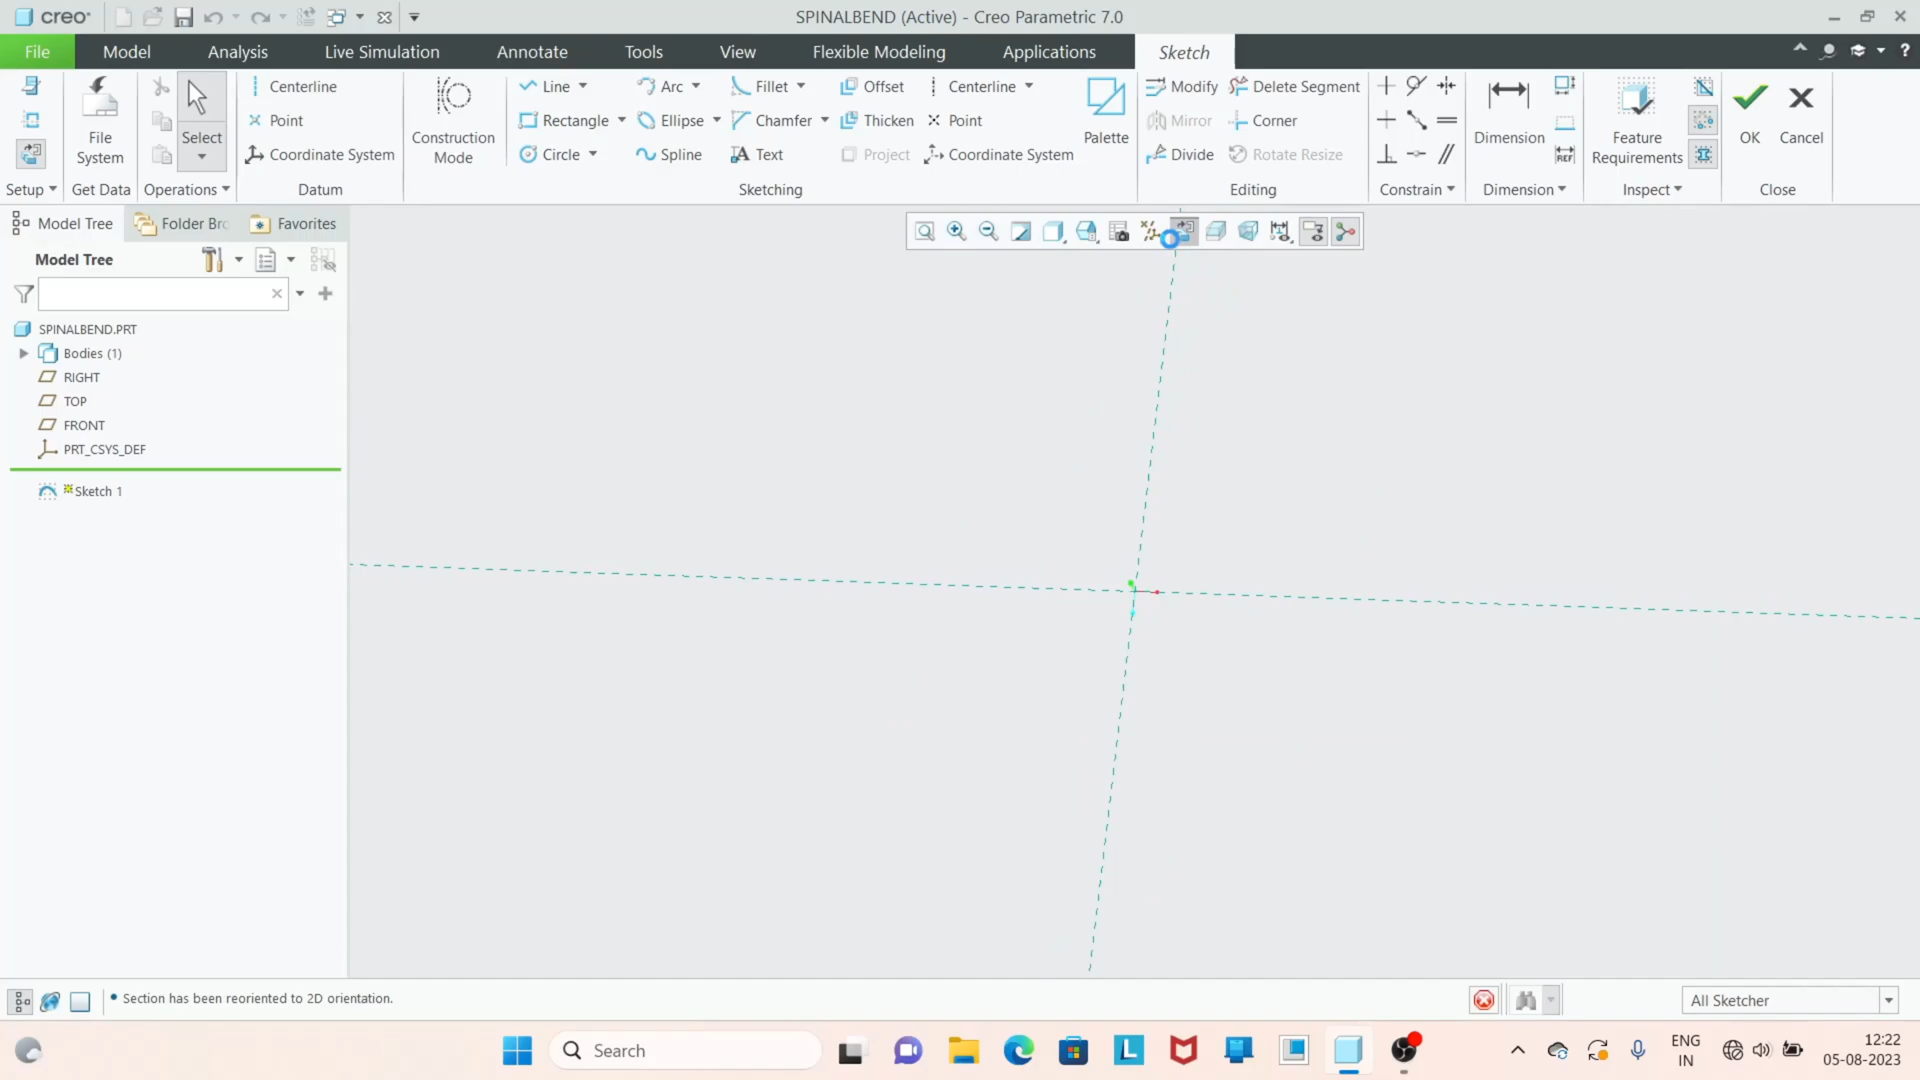 creo
SPINALBEND (Active) - Creo Parametric 7.0
File Model Analysis Live Simulation Annotate Tools View Flexible Modeling Applications Sketch
Centerline Line Arc Fillet Offset Centerline Modify Delete Segment
Point Rectangle Ellipse Chamfer Thicken Point Mirror Corner
File System Select Coordinate System Construction Mode Circle Spline Text Project Coordinate System Palette Divide Rotate Resize Dimension REF Feature Requirements OK Cancel
Setup Get Data Operations Datum Sketching Editing Constrain Dimension Inspect Close
Model Tree Folder Bro Favorites
Model Tree
SPINALBEND.PRT
Bodies (1)
RIGHT
TOP
FRONT
PRT_CSYS_DEF
Sketch 1
Section has been reoriented to 2D orientation.
All Sketcher
Search
ENG
IN
12:22
05-08-2023